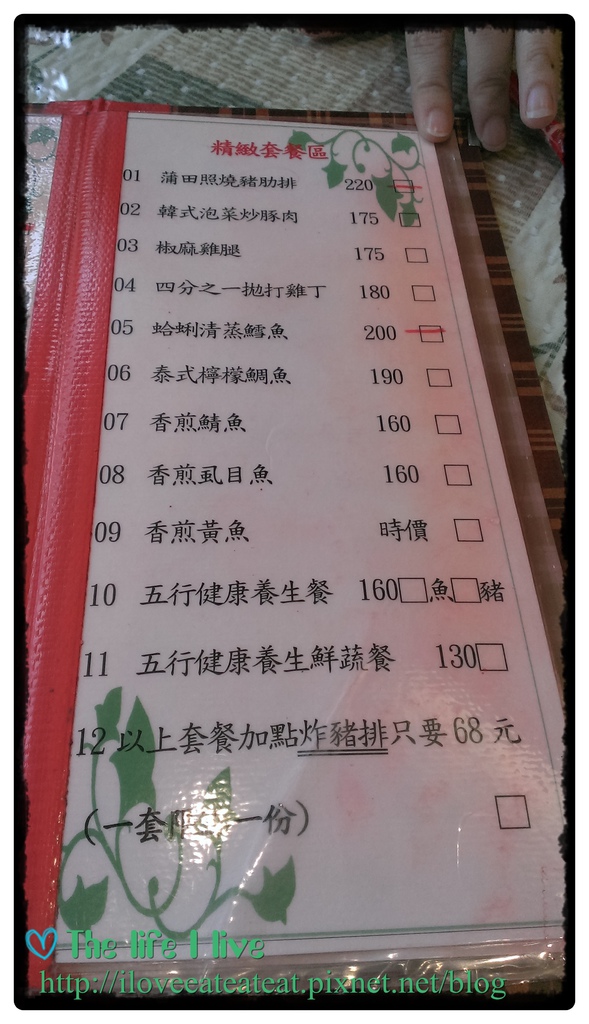 精緻套餐區
01 蒲田照燒豬肋排 220
02 韓式泡菜炒豚肉 175
03 椒麻雞腿 175
04 四分之一拋打雞丁 180
05 蛤蜊清蒸鱈魚 200
06 泰式檸檬鯛魚 190
07 香煎鯖魚 160
08 香煎虱目魚 160
09 香煎黃魚 時價
10 五行健康養生餐 160□魚□豬
11 五行健康養生鮮蔬餐 130□
12 以上套餐加點炸豬排只要 68 元
(一套限 一份)
The life I live
http://iloveeateateat.pixnet.net/blog